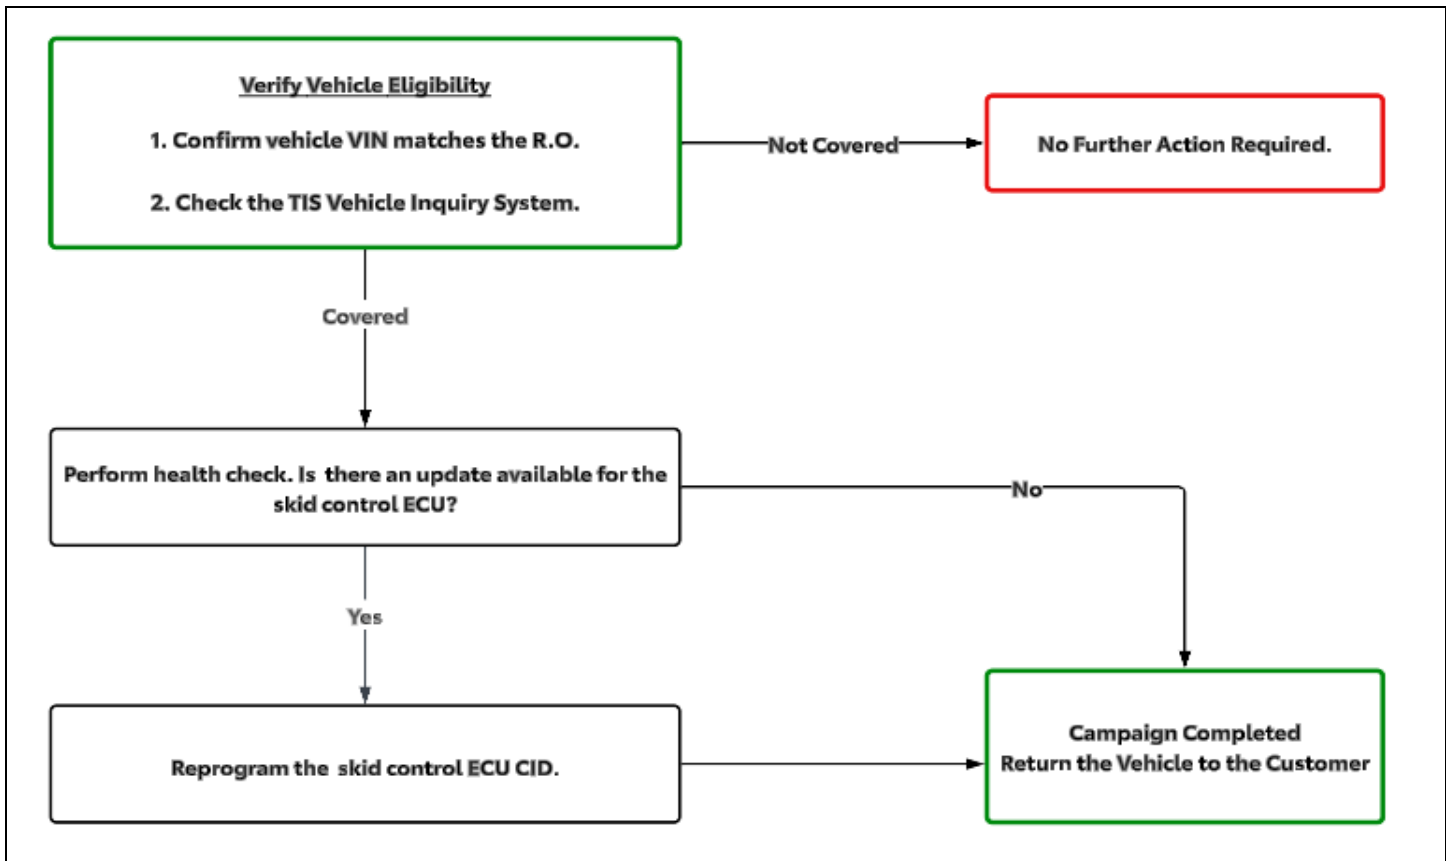 Verify Vehicle Eligibility
1. Confirm vehicle VIN matches the R.O.
2. Check the TIS Vehicle Inquiry System.
Not Covered
No Further Action Required.
Covered
Perform health check. Is there an update available for the
skid control ECU?
No
Yes
Reprogram the skid control ECU CID.
Campaign Completed
Return the Vehicle to the Customer